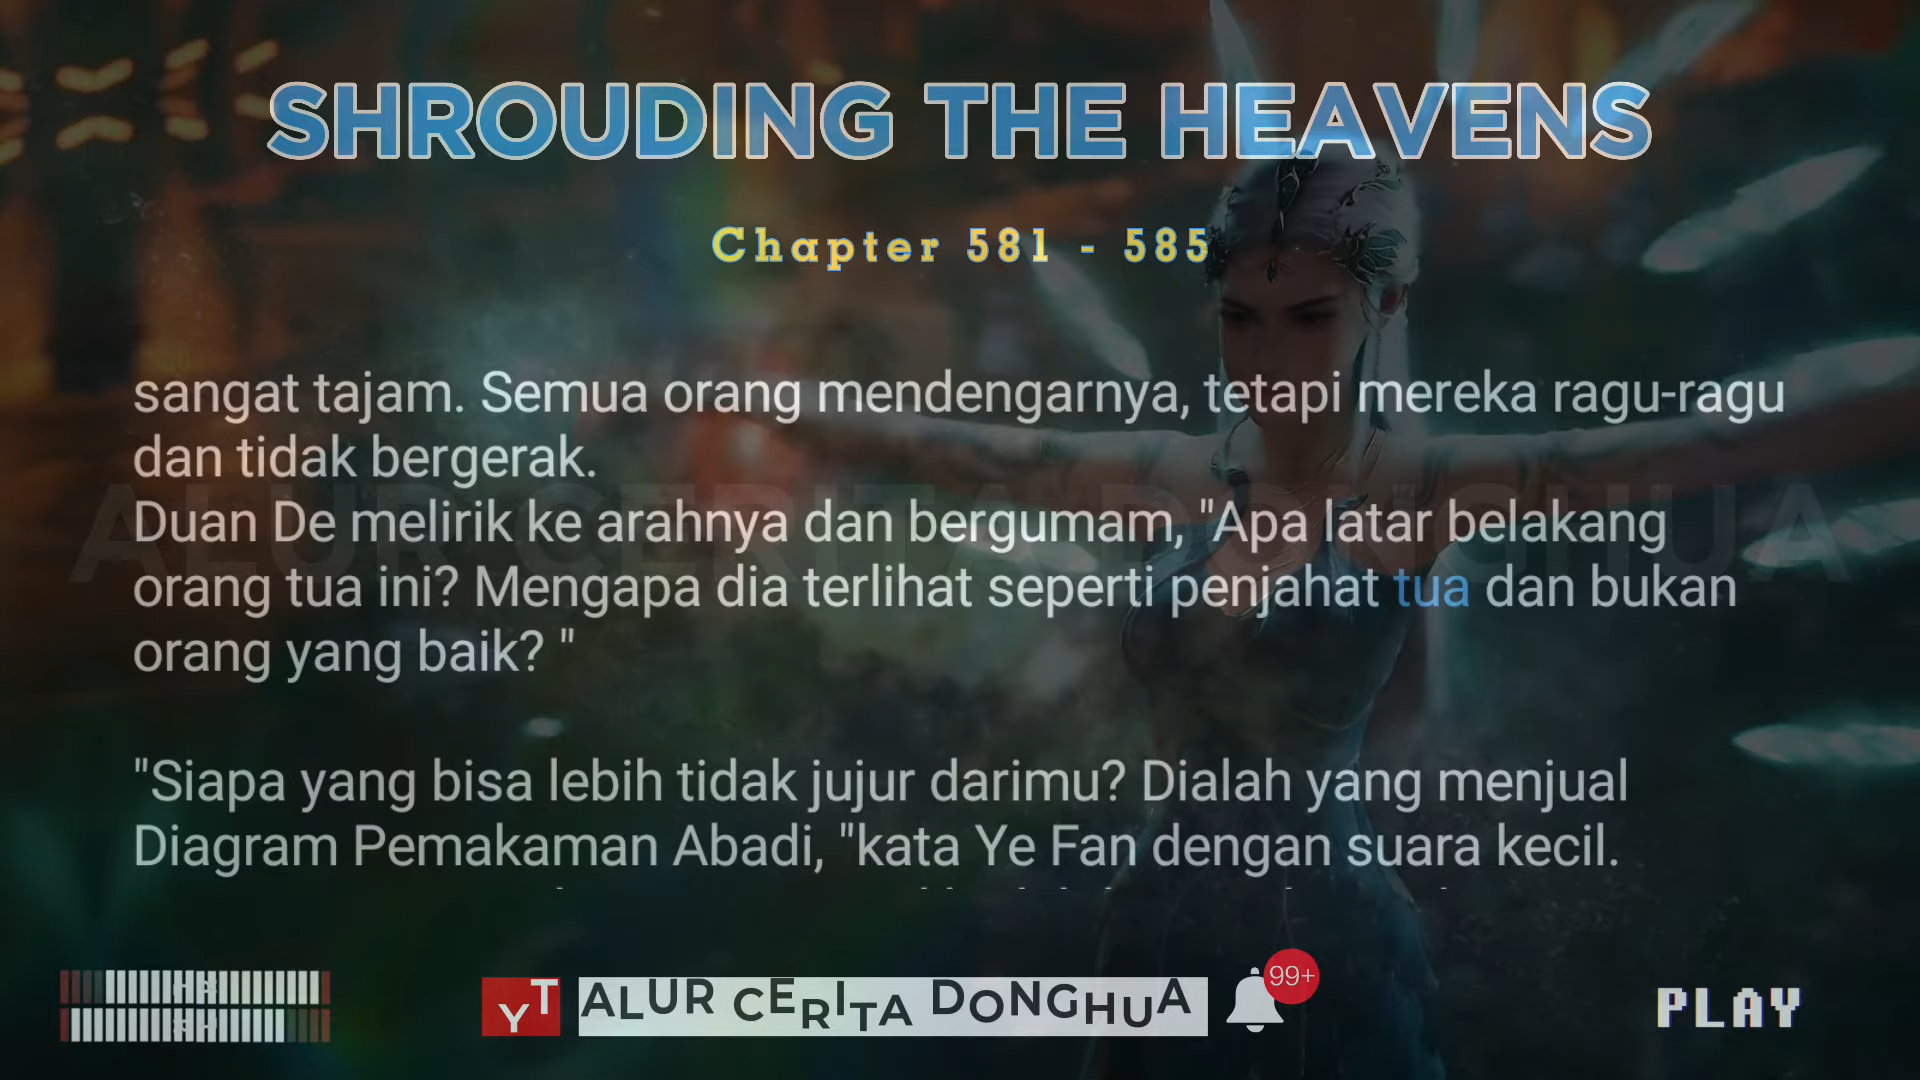 SHROUDING THE HEAVENS
Chapter 581 - 585
sangat tajam. Semua orang mendengarnya, tetapi mereka ragu-ragu
dan tidak bergerak.
ALUR CERITA DONGHUA
Duan De melirik ke arahnya dan bergumam, "Apa latar belakang
orang tua ini? Mengapa dia terlihat seperti penjahat tua dan bukan
orang yang baik? "
"Siapa yang bisa lebih tidak jujur darimu? Dialah yang menjual
Diagram Pemakaman Abadi, "kata Ye Fan dengan suara kecil.
YT ALUR CERITA DONGHUA 99+
PLAY